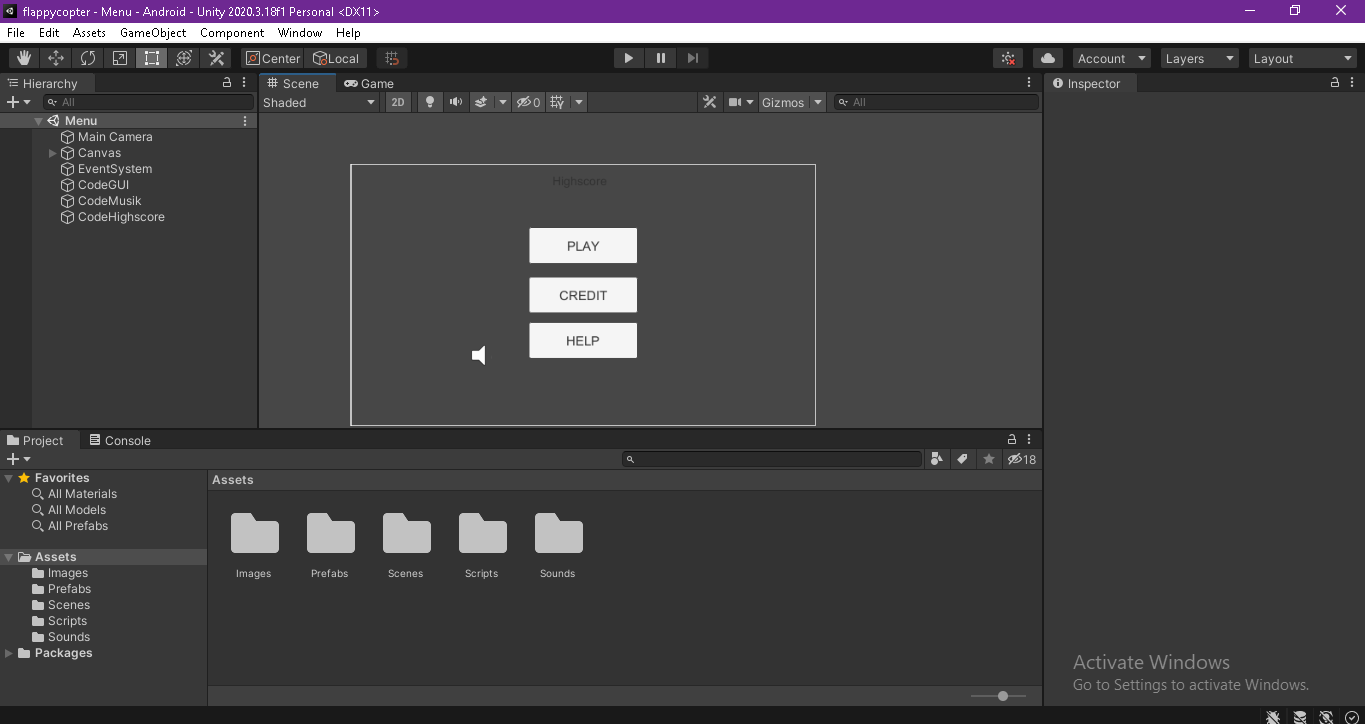 flappycopter - Menu - Android - Unity 2020.3.18f1 Personal <DX11>
File Edit Assets GameObject Component Window Help
Center Local Account Layers Layout
Hierarchy
All
Menu
Main Camera
Canvas
EventSystem
CodeGUI
CodeMusik
CodeHighscore
Scene Game
Shaded 2D 0 Gizmos All
Highscore
PLAY
CREDIT
HELP
Inspector
Project Console
18
Favorites
All Materials
All Models
All Prefabs
Assets
Images
Prefabs
Scenes
Scripts
Sounds
Packages
Assets
Images Prefabs Scenes Scripts Sounds
Activate Windows
Go to Settings to activate Windows.